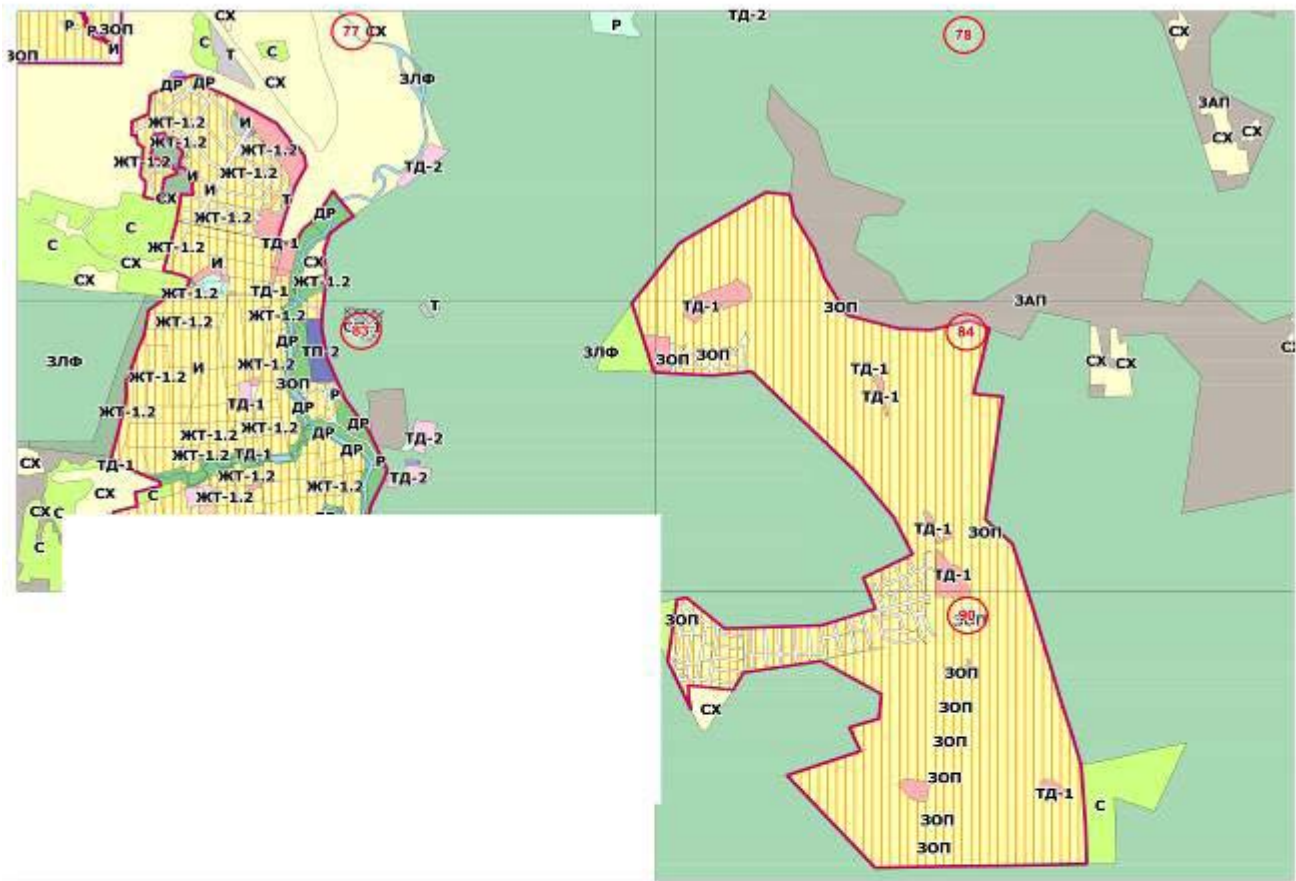 Р
Р
ЗОП
И
ЗОП
СХ
С
Т
С
СХ
77
СХ
ЗЛФ
Р
ТД-2
78
СХ
ЗАП
СХ
СХ
ДР
ДР
ЖТ-1.2
И
ЖТ-1.2
ЖТ-1.2
ЖТ-1.2
ЖТ-1.2
И
И
СХ
Т
ТД-2
ЖТ-1.2
ДР
С
С
ЖТ-1.2
ТД-1
СХ
И
СХ
СХ
ЖТ-1.2
ЖТ-1.2
ТД-1
ЖТ-1.2
ЖТ-1.2
Т
83
ДР
ТП-2
ЗЛФ
И
ЖТ-1.2
ЖТ-1.2
ЗОП
Р
ЖТ-1.2
ТД-1
ДР
ДР
ЖТ-1.2
ЖТ-1.2
ДР
ТД-2
ДР
ЖТ-1.2
ТД-1
Р
СХ
ТД-1
ЖТ-1.2
ТД-2
СХ
С
ЖТ-1.2
ЖТ-1.2
СХ
С
С
ТД-1
ЗОП
ЗАП
84
ЗЛФ
ЗОП
ЗОП
ТД-1
ТД-1
СХ
СХ
ТД-1
ЗОП
ТД-1
90
ЗОП
ЗОП
ЗОП
СХ
ЗОП
ЗОП
ЗОП
ТД-1
С
ЗОП
ЗОП